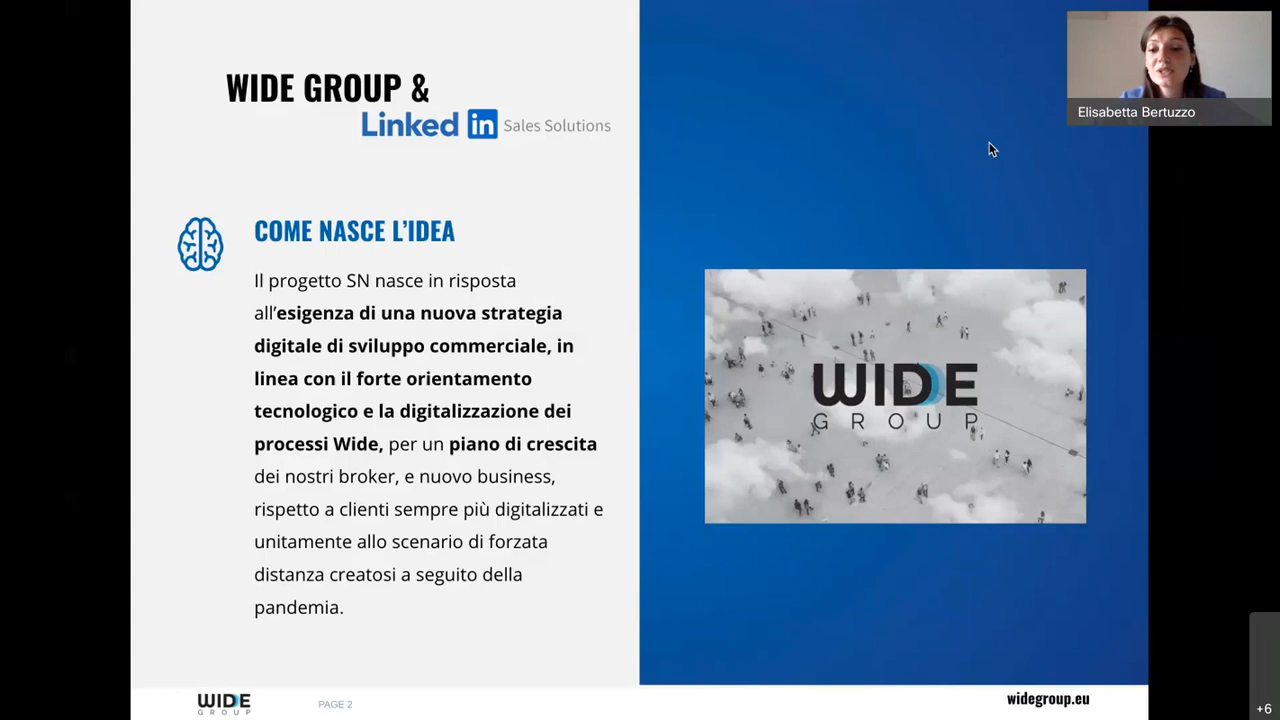 WIDE GROUP &
Linked in Sales Solutions
COME NASCE L'IDEA
Il progetto SN nasce in risposta
all'esigenza di una nuova strategia
digitale di sviluppo commerciale, in
linea con il forte orientamento
tecnologico e la digitalizzazione dei
processi Wide, per un piano di crescita
dei nostri broker, e nuovo business,
rispetto a clienti sempre più digitalizzati e
unitamente allo scenario di forzata
distanza creatosi a seguito della
pandemia.
WIDE
GROUP
Elisabetta Bertuzzo
WIDE
GROUP
PAGE 2
widegroup.eu
+6